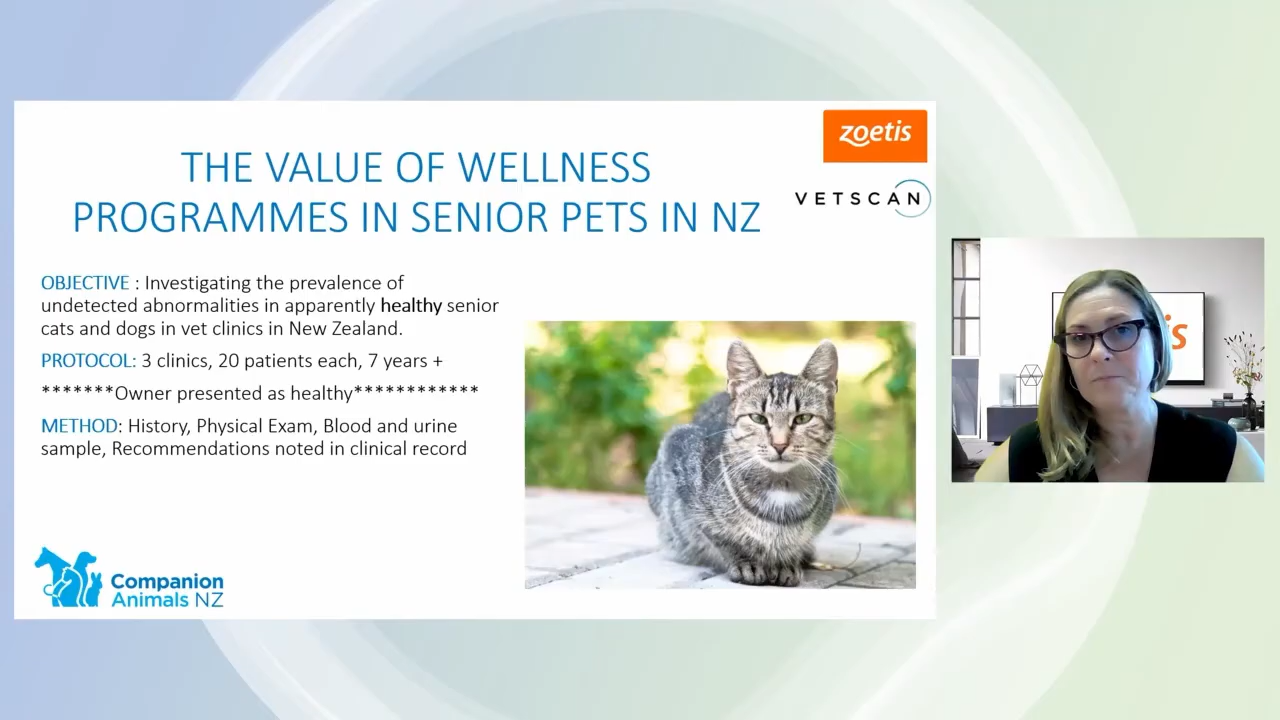 zoetis
VETSCAN
THE VALUE OF WELLNESS
PROGRAMMES IN SENIOR PETS IN NZ
OBJECTIVE : Investigating the prevalence of
undetected abnormalities in apparently healthy senior
cats and dogs in vet clinics in New Zealand.
PROTOCOL: 3 clinics, 20 patients each, 7 years +
*******Owner presented as healthy************
METHOD: History, Physical Exam, Blood and urine
sample, Recommendations noted in clinical record
Companion
Animals NZ
is